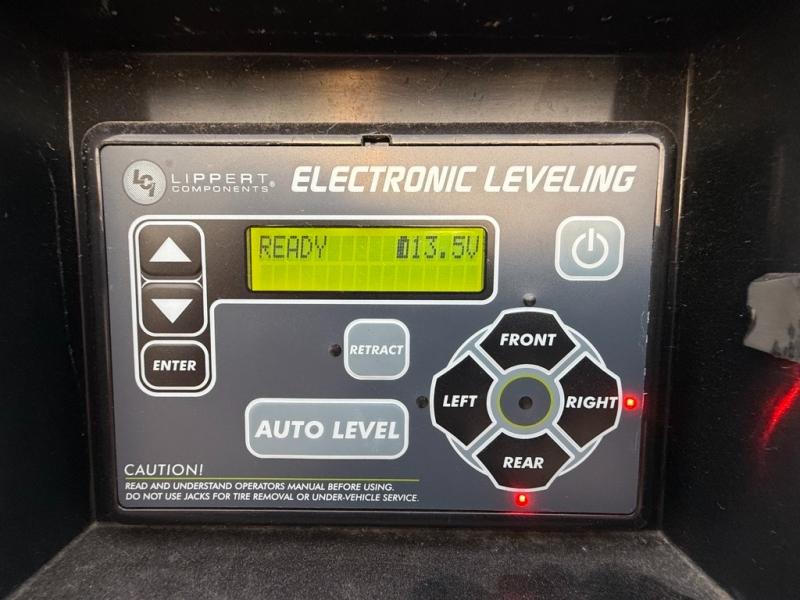 LCI LIPPERT COMPONENTS®
ELECTRONIC LEVELING
READY 13.5V
ENTER
RETRACT
AUTO LEVEL
FRONT
LEFT
RIGHT
REAR
CAUTION!
READ AND UNDERSTAND OPERATORS MANUAL BEFORE USING.
DO NOT USE JACKS FOR TIRE REMOVAL OR UNDER-VEHICLE SERVICE.